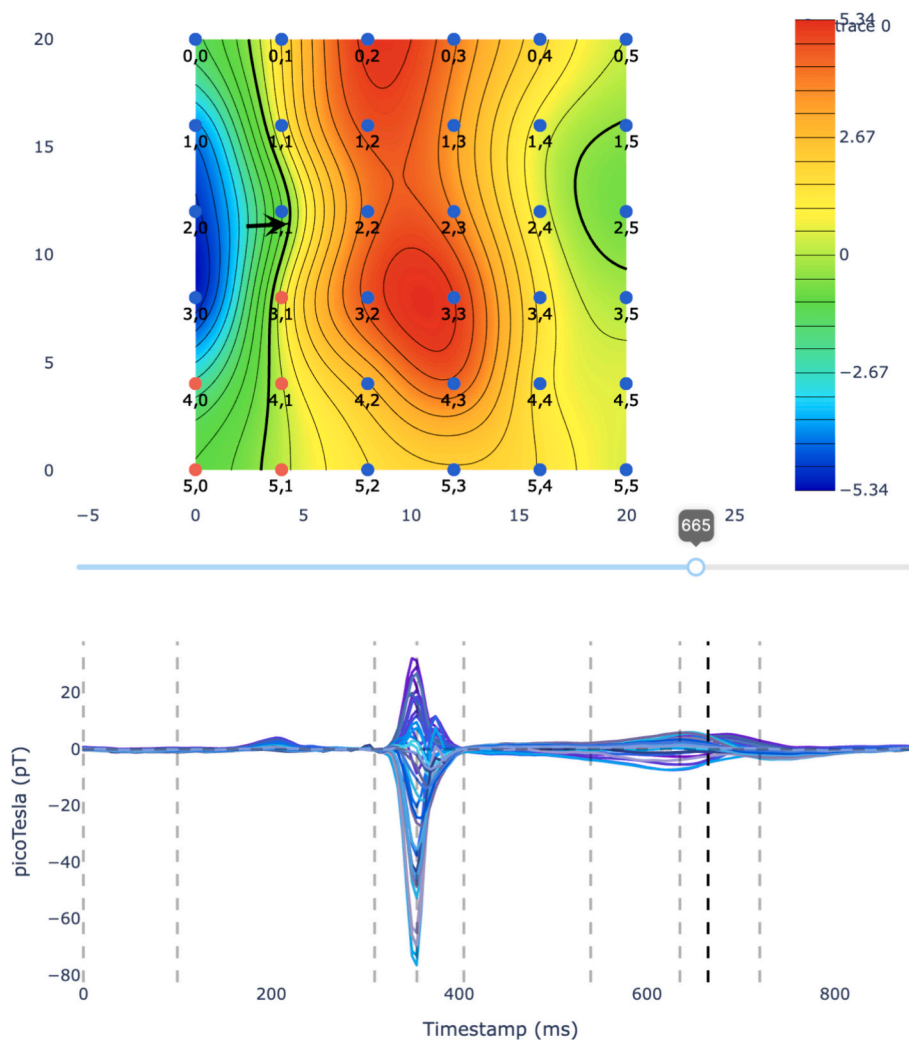 20
0,0 0,1 0,2 0,3 0,4 0,5
1,0 1,1 1,2 1,3 1,4 1,5
15
2,0 2,1 2,2 2,3 2,4 2,5
10
3,0 3,1 3,2 3,3 3,4 3,5
5
4,0 4,1 4,2 4,3 4,4 4,5
0
5,0 5,1 5,2 5,3 5,4 5,5
−5 0 5 10 15 20 25
5.34
trace 0
2.67
0
−2.67
−5.34
665
picoTesla (pT)
20
0
−20
−40
−60
−80
0 200 400 600 800
Timestamp (ms)